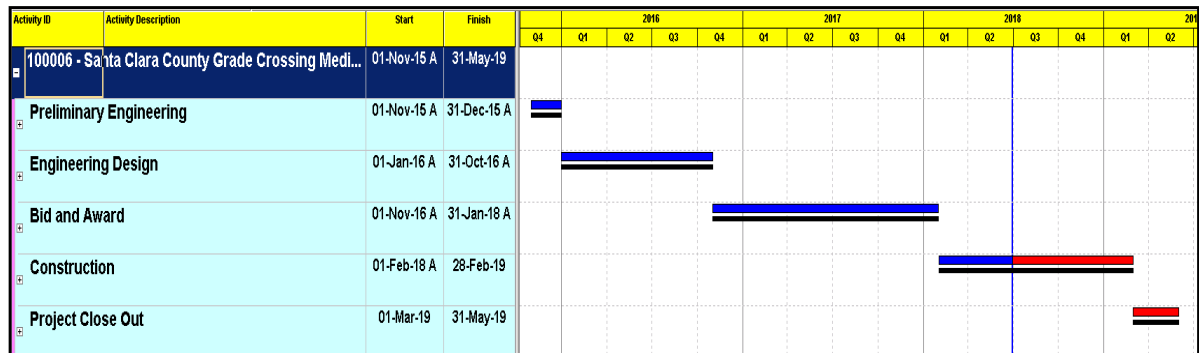 Activity ID Activity Description Start Finish 2016 2017 2018 201
Q4 Q1 Q2 Q3 Q4 Q1 Q2 Q3 Q4 Q1 Q2 Q3 Q4 Q1 Q2
100006 - Santa Clara County Grade Crossing Medi... 01-Nov-15 A 31-May-19
Preliminary Engineering 01-Nov-15 A 31-Dec-15 A
Engineering Design 01-Jan-16 A 31-Oct-16 A
Bid and Award 01-Nov-16 A 31-Jan-18 A
Construction 01-Feb-18 A 28-Feb-19
Project Close Out 01-Mar-19 31-May-19